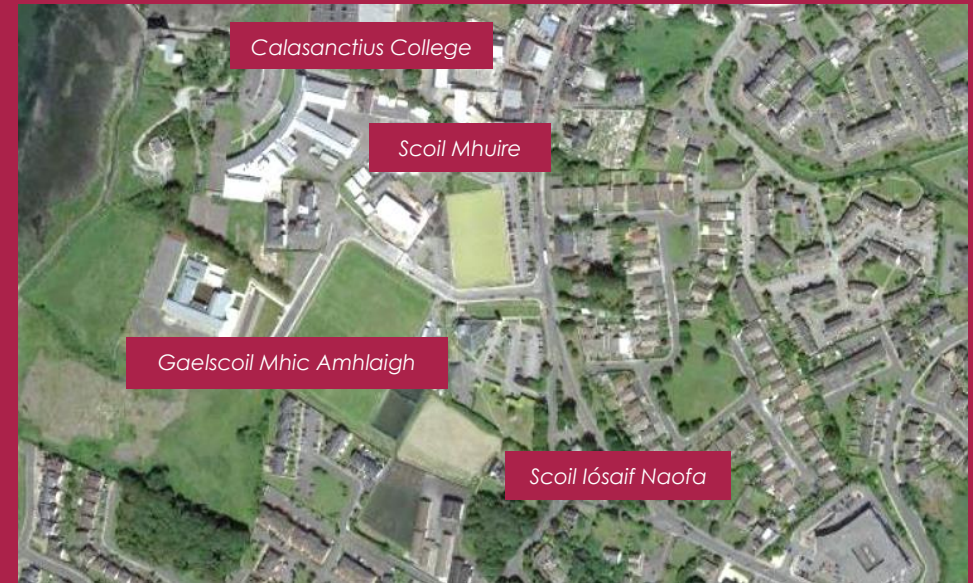 Calasanctius College
Scoil Mhuire
Gaelscoil Mhic Amhlaigh
Scoil Iósaif Naofa